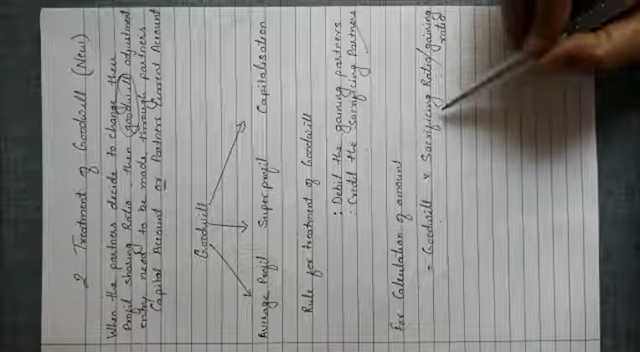 2 Treatment of Goodwill (New)
When the partners decide to change their
Profit sharing Ratio, then goodwill adjustment
entry need to be made through partners
Capital Account or Partners Current Account
Goodwill
Average Profit Super profit Capitalisation
Rule for treatment of Goodwill
: Debit the gaining partners
: Credit the Sacrificing Partners
For Calculation of amount
= Goodwill x Sacrificing Ratio/gaining
ratio